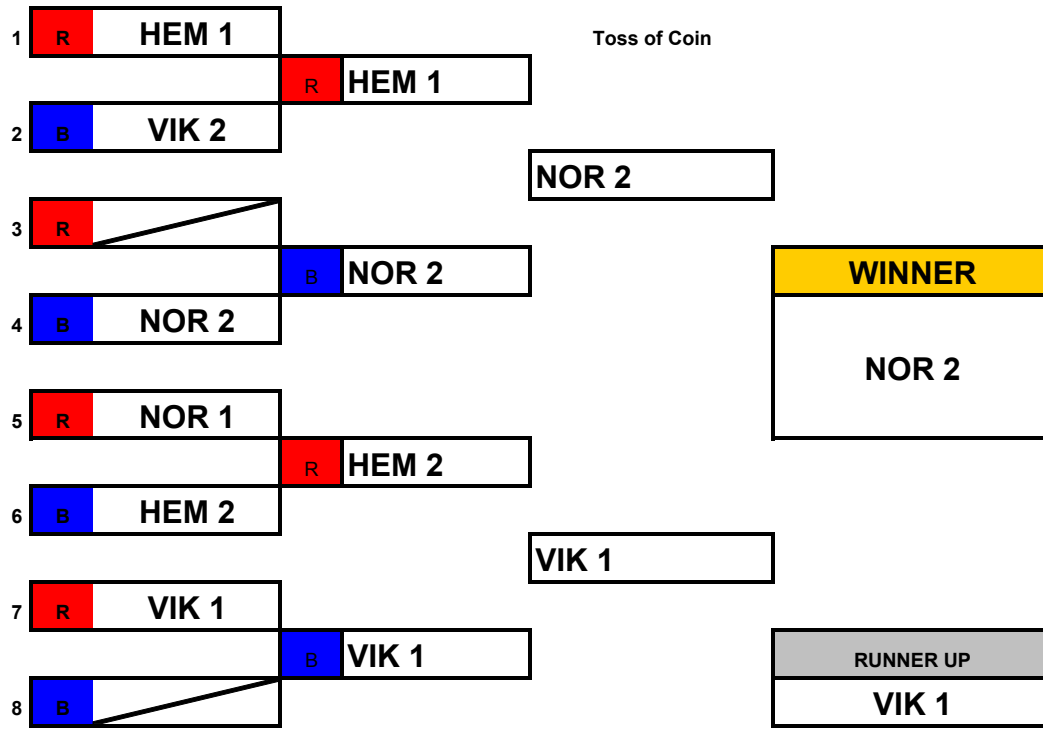 1 R HEM 1 Toss of Coin
R HEM 1
2 B VIK 2
NOR 2
3 R
B NOR 2 WINNER
4 B NOR 2
NOR 2
5 R NOR 1
R HEM 2
6 B HEM 2
VIK 1
7 R VIK 1
B VIK 1 RUNNER UP
8 B VIK 1